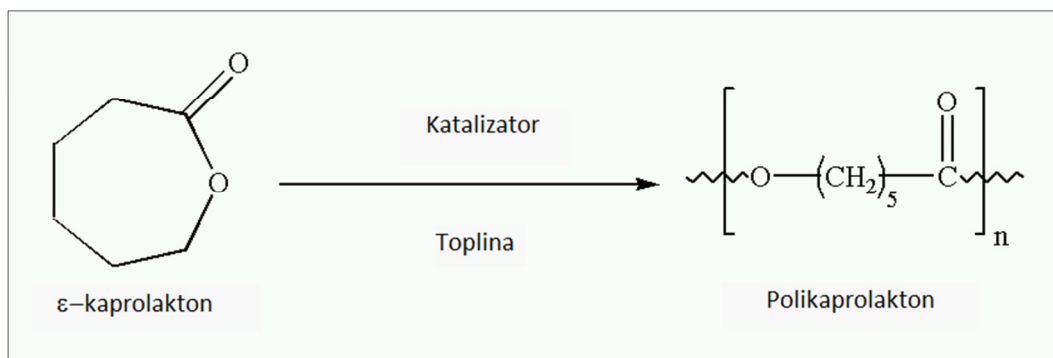 O
O
ε−kaprolakton
Katalizator
Toplina
O
O—(CH₂)₅—C
n
Polikaprolakton